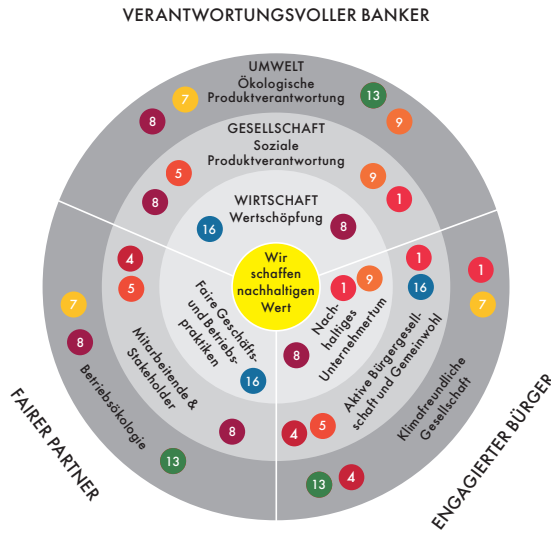 VERANTWORTUNGSVOLLER BANKER
UMWELT
Ökologische
Produktverantwortung
8
7
13
9
GESELLSCHAFT
Soziale
Produktverantwortung
8
5
9
1
WIRTSCHAFT
Wertschöpfung
16
8
Wir
schaffen
nachhaltigen
Wert
FAIRER PARTNER
Faire Geschäfts-
und Betriebs-
praktiken
16
Mitarbeitende &
Stakeholder
4
5
8
Betriebsökologie
7
8
13
ENGAGIERTER BÜRGER
Nach-
haltiges
Unternehmertum
1
9
8
Aktive Bürgergesell-
schaft und Gemeinwohl
1
16
4
5
Klimafreundliche
Gesellschaft
1
7
13
4